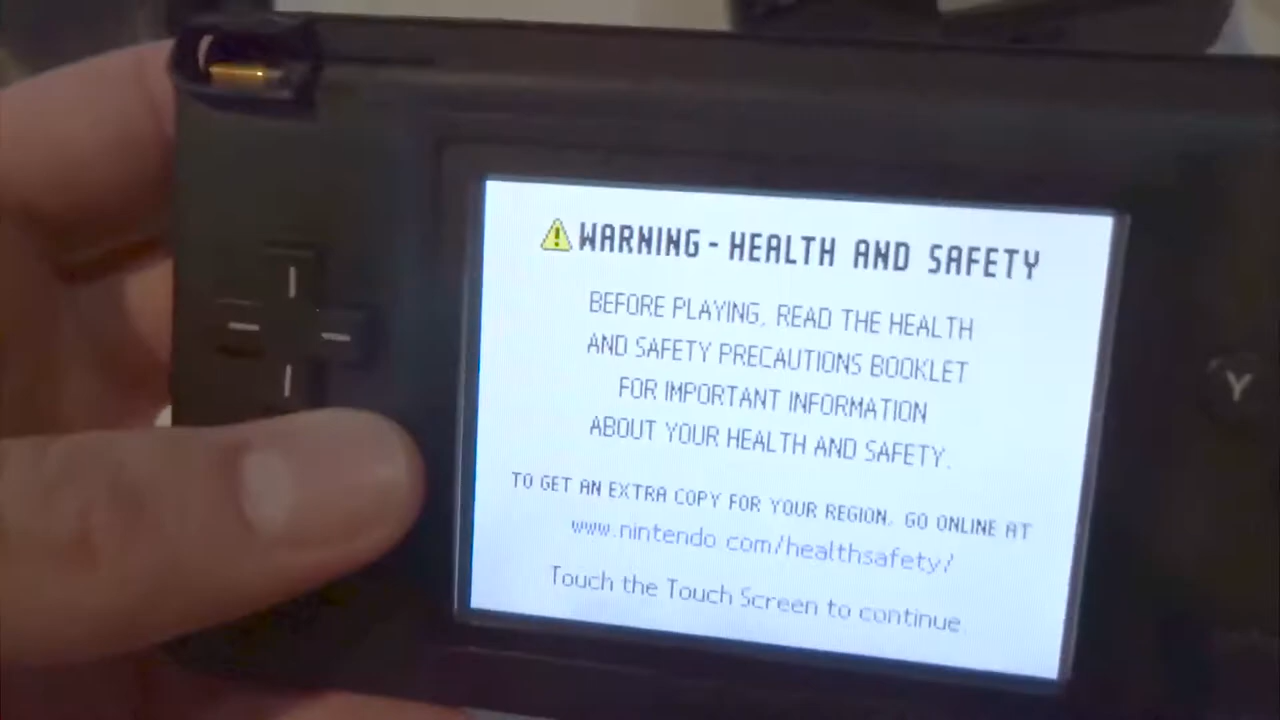 WARNING - HEALTH AND SAFETY
BEFORE PLAYING, READ THE HEALTH
AND SAFETY PRECAUTIONS BOOKLET
FOR IMPORTANT INFORMATION
ABOUT YOUR HEALTH AND SAFETY.
TO GET AN EXTRA COPY FOR YOUR REGION, GO ONLINE AT
www.nintendo.com/healthsafety/
Touch the Touch Screen to continue.
Y